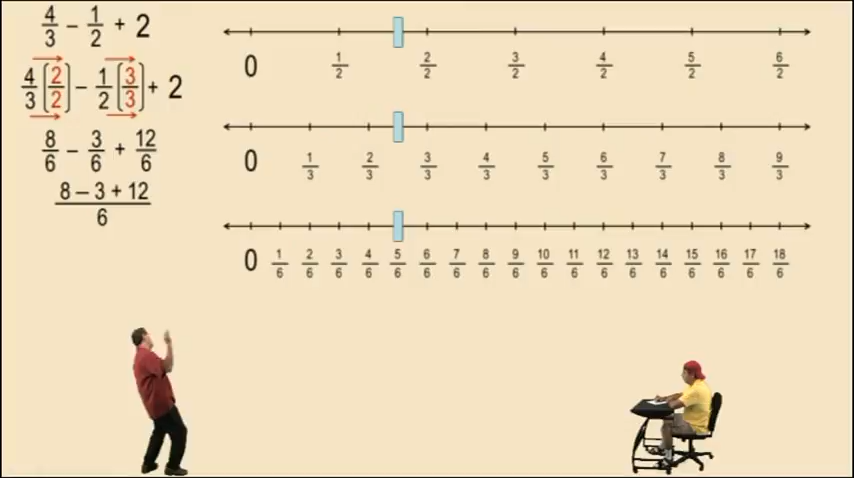 4/3 − 1/2 + 2
4/3 (2/2) − 1/2 (3/3) + 2
8/6 − 3/6 + 12/6
(8 − 3 + 12)/6
0 1/2 2/2 3/2 4/2 5/2 6/2
0 1/3 2/3 3/3 4/3 5/3 6/3 7/3 8/3 9/3
0 1/6 2/6 3/6 4/6 5/6 6/6 7/6 8/6 9/6 10/6 11/6 12/6 13/6 14/6 15/6 16/6 17/6 18/6